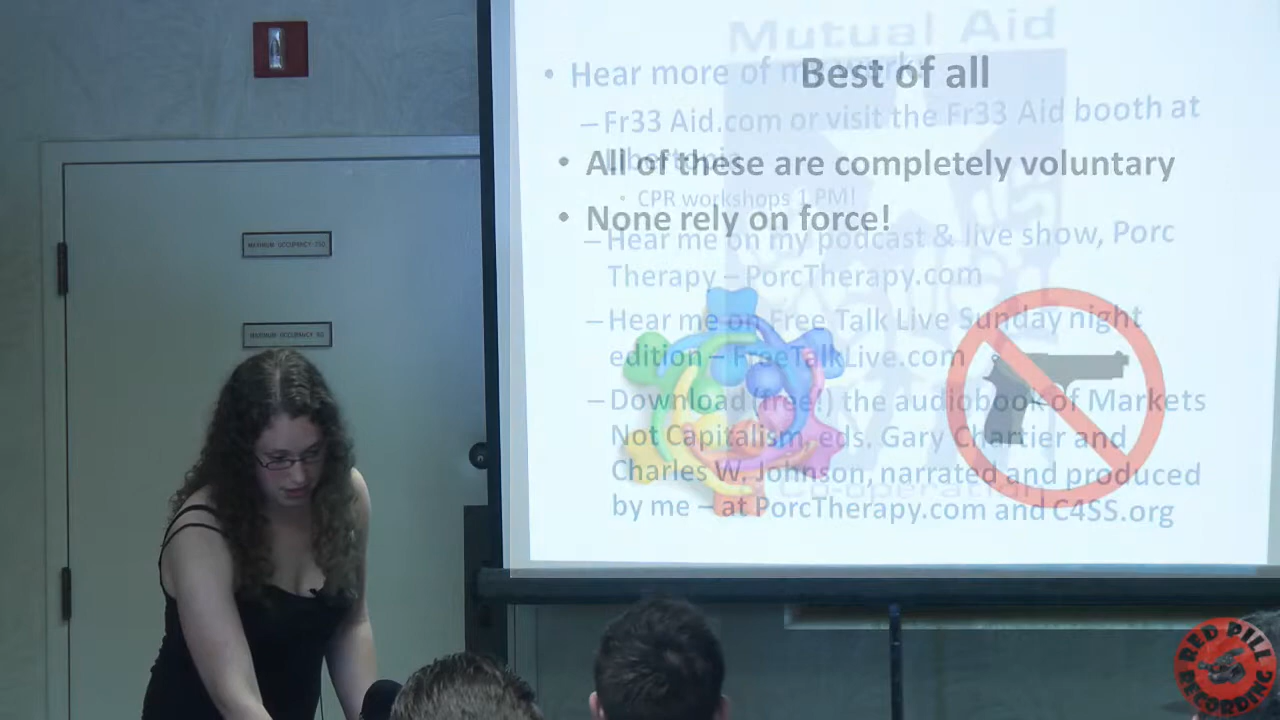 MAXIMUM OCCUPANCY
MAXIMUM OCCUPANCY
Mutual Aid
Best of all
• Hear more of
– Fr33 Aid.com or visit the Fr33 Aid booth at
• All of these are completely voluntary
• CPR workshops 1 PM!
• None rely on force!
– Hear me on my podcast & live show, Porc
Therapy – PorcTherapy.com
– Hear me on Free Talk Live Sunday night
edition – FreeTalkLive.com
– Download (free!) the audiobook of Markets
Not Capitalism, eds. Gary Chartier and
Charles W. Johnson, narrated and produced
by me – at PorcTherapy.com and C4SS.org
RED PILL
RECORDING